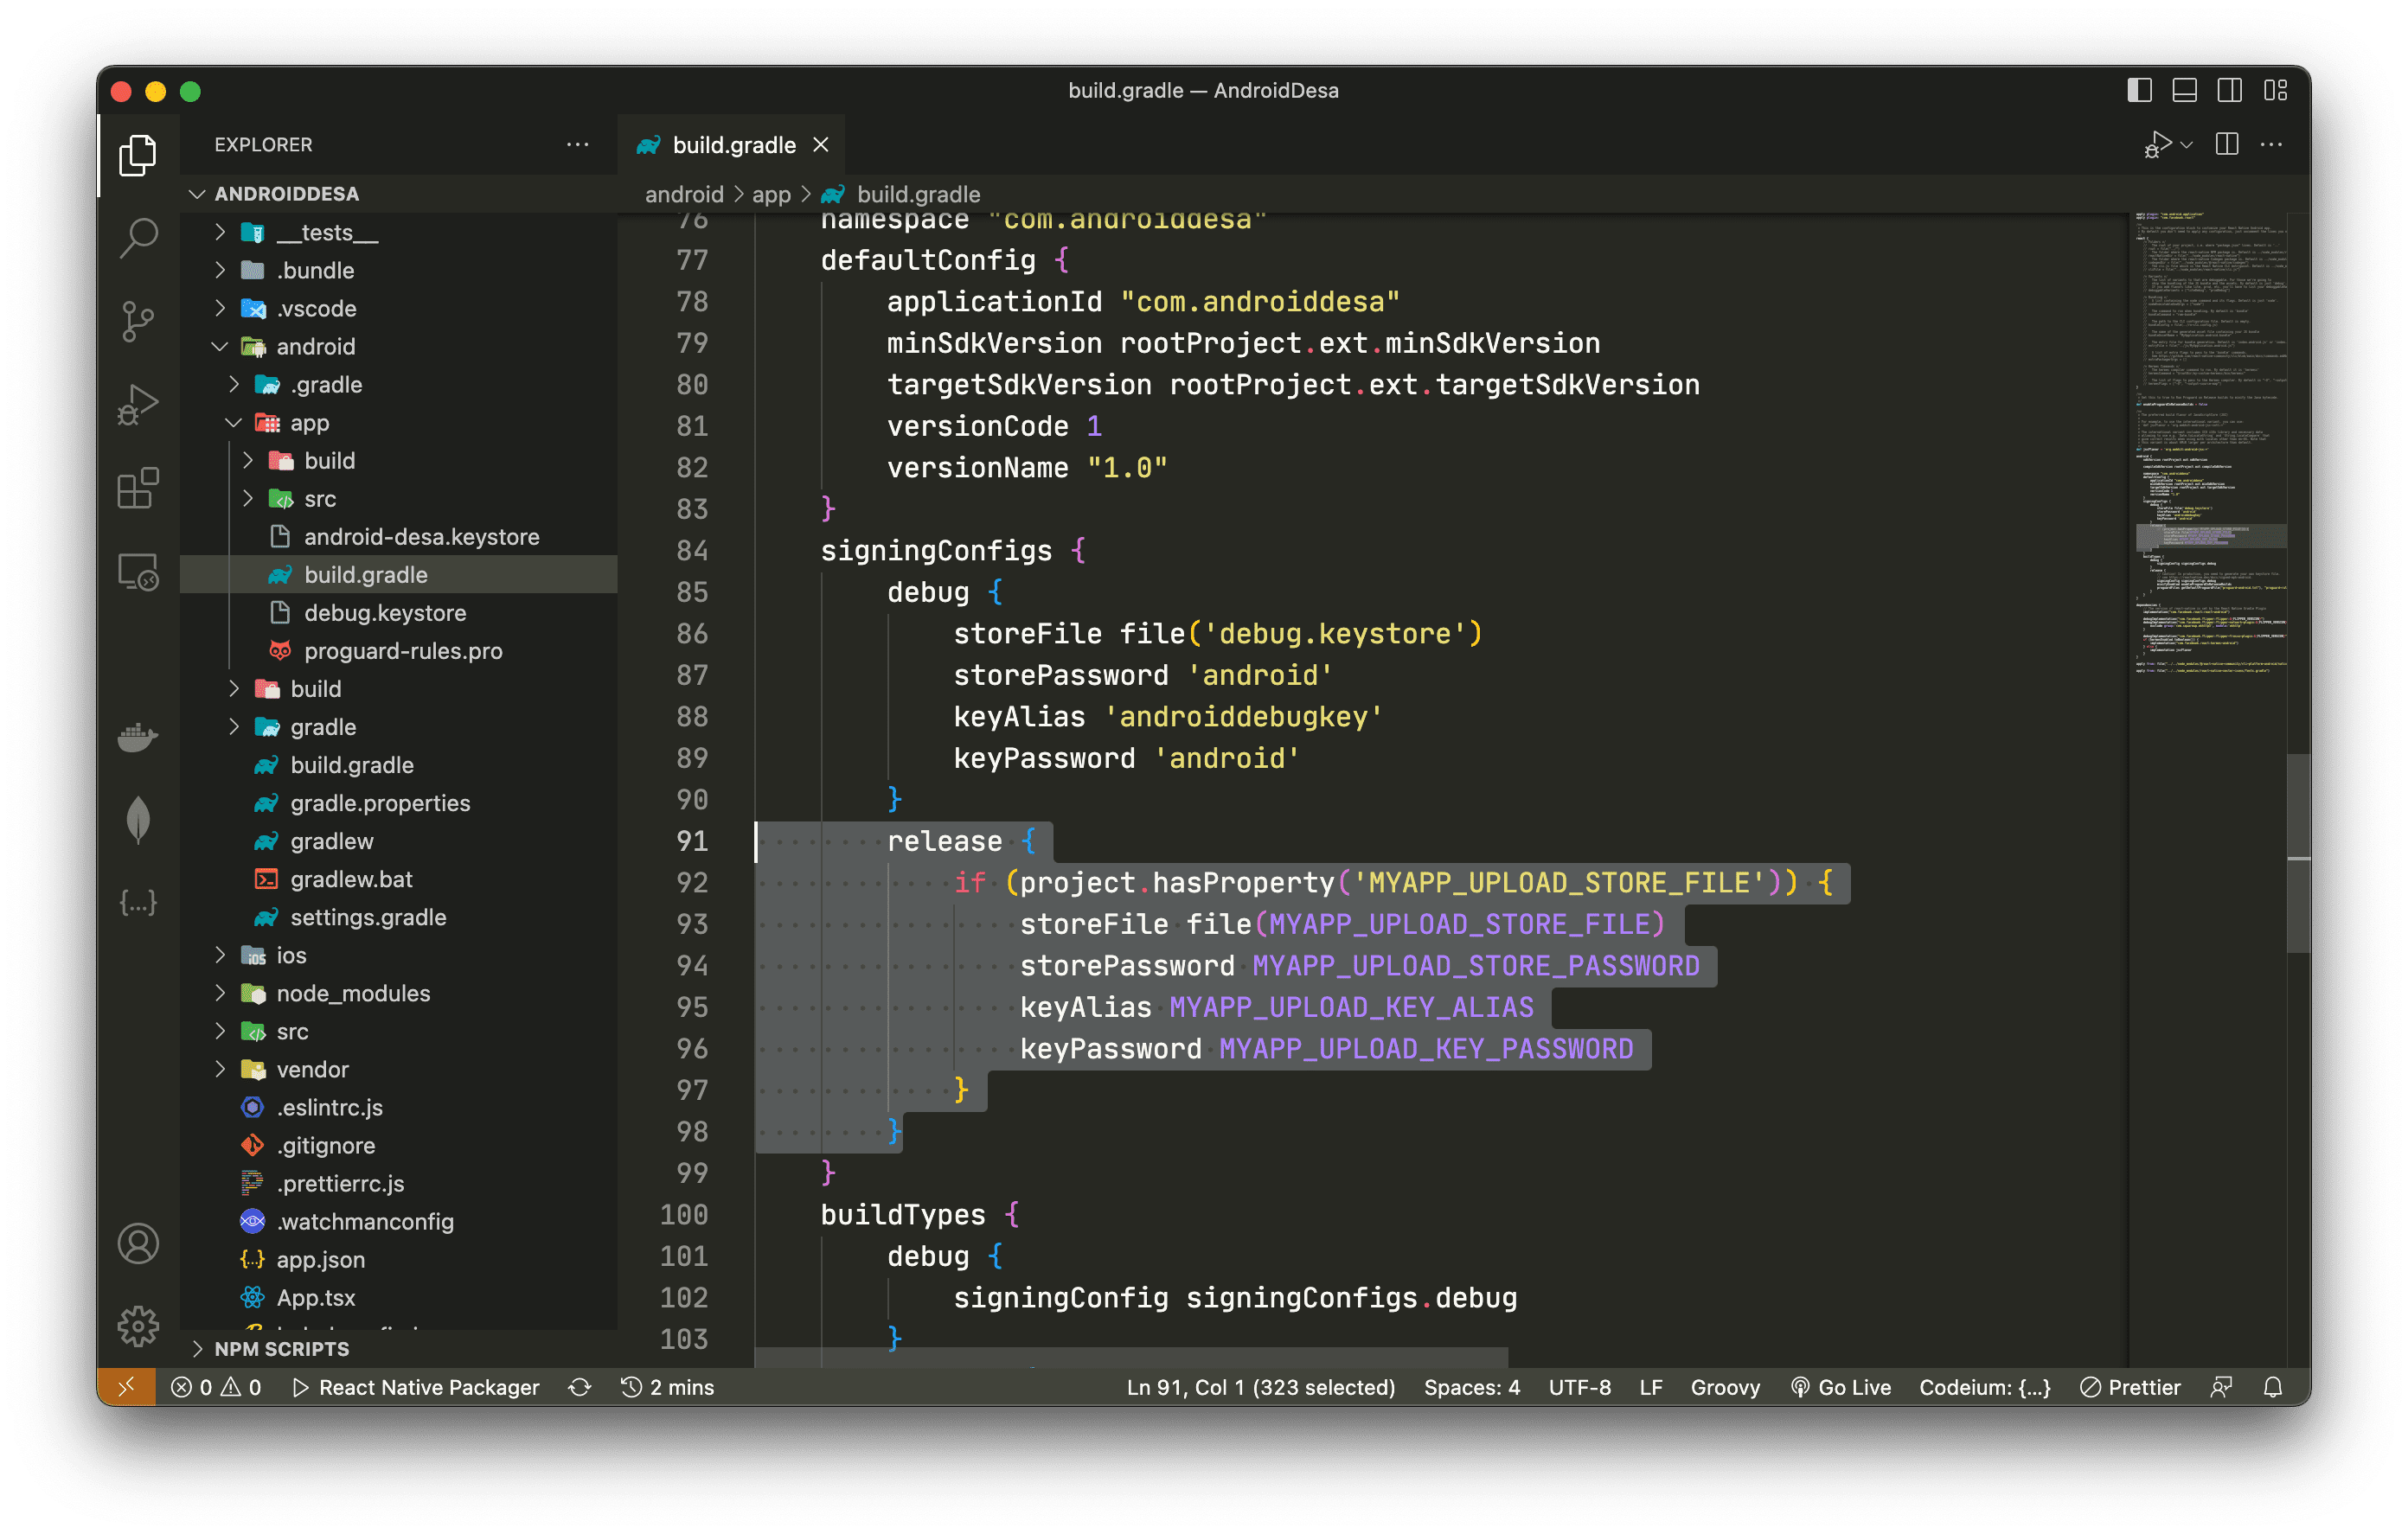 build.gradle — AndroidDesa
EXPLORER
build.gradle
ANDROIDDESA
android > app > build.gradle
__tests__
.bundle
.vscode
android
.gradle
app
build
src
android-desa.keystore
build.gradle
debug.keystore
proguard-rules.pro
build
gradle
build.gradle
gradle.properties
gradlew
gradlew.bat
settings.gradle
ios
node_modules
src
vendor
.eslintrc.js
.gitignore
.prettierrc.js
.watchmanconfig
app.json
App.tsx
NPM SCRIPTS
76 namespace "com.androiddesa"
77 defaultConfig {
78 applicationId "com.androiddesa"
79 minSdkVersion rootProject.ext.minSdkVersion
80 targetSdkVersion rootProject.ext.targetSdkVersion
81 versionCode 1
82 versionName "1.0"
83 }
84 signingConfigs {
85 debug {
86 storeFile file('debug.keystore')
87 storePassword 'android'
88 keyAlias 'androiddebugkey'
89 keyPassword 'android'
90 }
91 release {
92 if (project.hasProperty('MYAPP_UPLOAD_STORE_FILE')) {
93 storeFile file(MYAPP_UPLOAD_STORE_FILE)
94 storePassword MYAPP_UPLOAD_STORE_PASSWORD
95 keyAlias MYAPP_UPLOAD_KEY_ALIAS
96 keyPassword MYAPP_UPLOAD_KEY_PASSWORD
97 }
98 }
99 }
100 buildTypes {
101 debug {
102 signingConfig signingConfigs.debug
103 }
0 0 React Native Packager 2 mins Ln 91, Col 1 (323 selected) Spaces: 4 UTF-8 LF Groovy Go Live Codeium: {...} Prettier